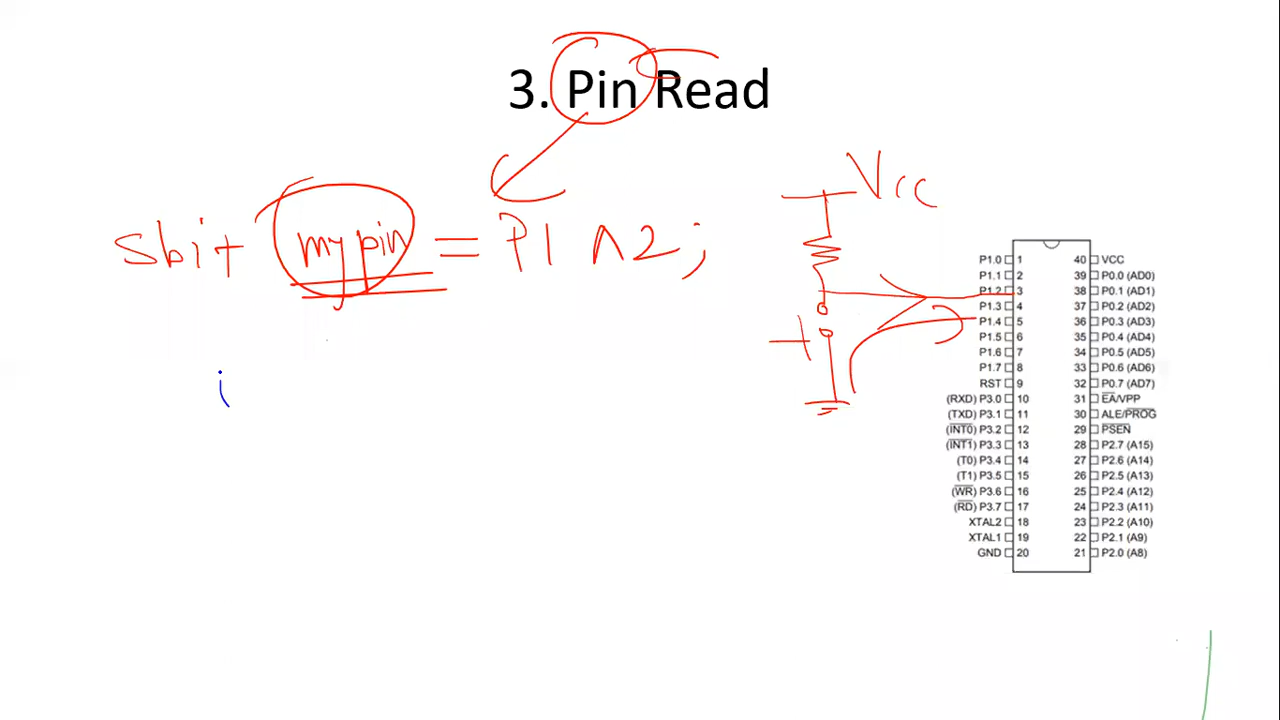 3. Pin Read
Vcc
sbit mypin = P1^2;
i
P1.0 1 40 VCC
P1.1 2 39 P0.0 (AD0)
P1.2 3 38 P0.1 (AD1)
P1.3 4 37 P0.2 (AD2)
P1.4 5 36 P0.3 (AD3)
P1.5 6 35 P0.4 (AD4)
P1.6 7 34 P0.5 (AD5)
P1.7 8 33 P0.6 (AD6)
RST 9 32 P0.7 (AD7)
(RXD) P3.0 10 31 EA/VPP
(TXD) P3.1 11 30 ALE/PROG
(INT0) P3.2 12 29 PSEN
(INT1) P3.3 13 28 P2.7 (A15)
(T0) P3.4 14 27 P2.6 (A14)
(T1) P3.5 15 26 P2.5 (A13)
(WR) P3.6 16 25 P2.4 (A12)
(RD) P3.7 17 24 P2.3 (A11)
XTAL2 18 23 P2.2 (A10)
XTAL1 19 22 P2.1 (A9)
GND 20 21 P2.0 (A8)